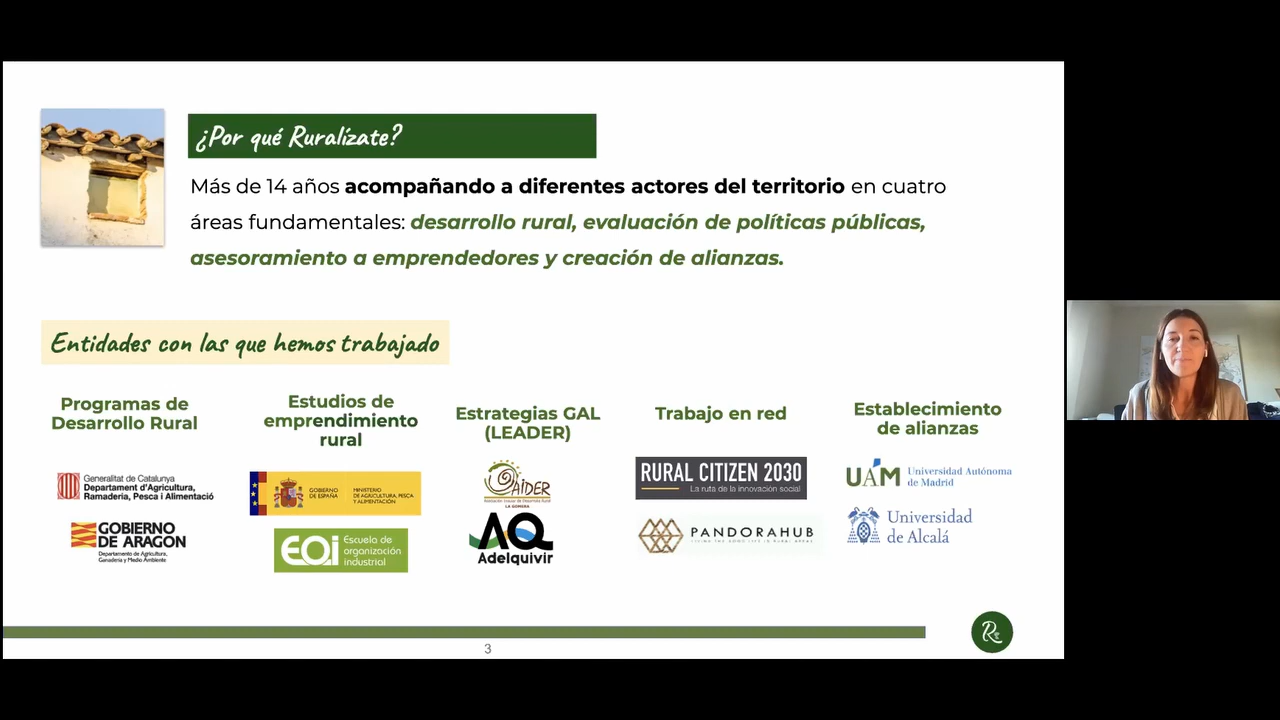 ¿Por qué Ruralízate?
Más de 14 años acompañando a diferentes actores del territorio en cuatro
áreas fundamentales: desarrollo rural, evaluación de políticas públicas,
asesoramiento a emprendedores y creación de alianzas.
Entidades con las que hemos trabajado
Programas de
Desarrollo Rural
Estudios de
emprendimiento
rural
Estrategias GAL
(LEADER)
Trabajo en red
Establecimiento
de alianzas
Generalitat de Catalunya
Departament d'Agricultura,
Ramaderia, Pesca i Alimentació
GOBIERNO
DE ARAGON
Departamento de Agricultura,
Ganadería y Medio Ambiente
GOBIERNO
DE ESPAÑA
MINISTERIO
DE AGRICULTURA, PESCA
Y ALIMENTACIÓN
EOi
Escuela de
organización
industrial
LA GOMERA
AQ
Adelquivir
RURAL CITIZEN 2030
La ruta de la innovación social
PANDORAHUB
UAM
Universidad Autónoma
de Madrid
Universidad
de Alcalá
R
3